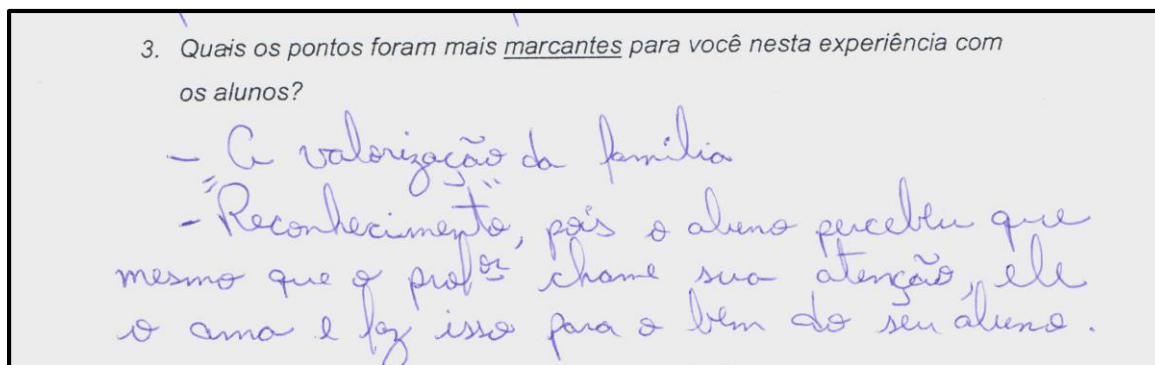 3. Quais os pontos foram mais marcantes para você nesta experiência com
os alunos?
- A valorização da família
- "Reconhecimento", pois o aluno percebeu que
mesmo que o profor chame sua atenção, ele
o ama e faz isso para o bem do seu aluno.